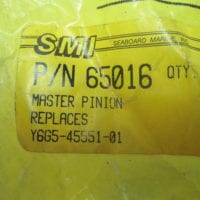 SMI
SEABOARD MARINE, INC
P/N 65016 QTY.
MASTER PINION
REPLACES
Y6G5-45551-01